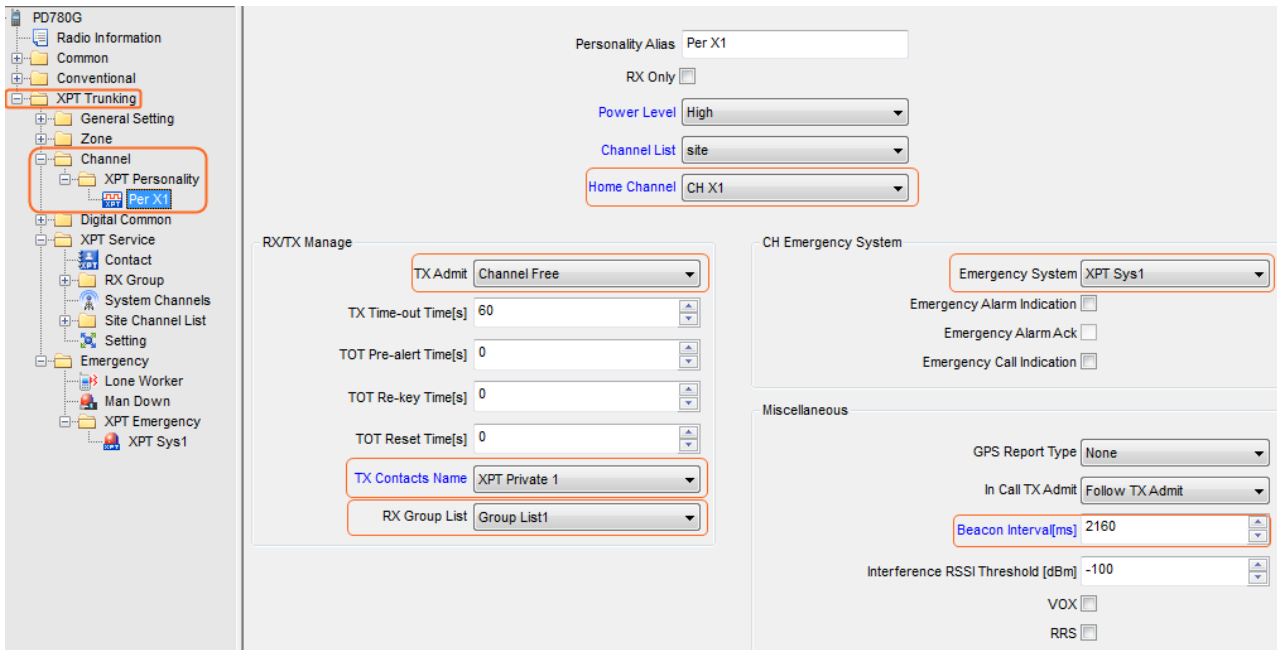 PD780G
Radio Information
Common
Conventional
XPT Trunking
General Setting
Zone
Channel
XPT Personality
XPT
Per X1
Digital Common
XPT Service
XPT
Contact
RX Group
System Channels
Site Channel List
Setting
Emergency
Lone Worker
Man Down
XPT Emergency
XPT
XPT Sys1
Personality Alias Per X1
RX Only
Power Level High
Channel List site
Home Channel CH X1
RX/TX Manage
TX Admit Channel Free
TX Time-out Time[s] 60
TOT Pre-alert Time[s] 0
TOT Re-key Time[s] 0
TOT Reset Time[s] 0
TX Contacts Name XPT Private 1
RX Group List Group List1
CH Emergency System
Emergency System XPT Sys1
Emergency Alarm Indication
Emergency Alarm Ack
Emergency Call Indication
Miscellaneous
GPS Report Type None
In Call TX Admit Follow TX Admit
Beacon Interval[ms] 2160
Interference RSSI Threshold [dBm] -100
VOX
RRS